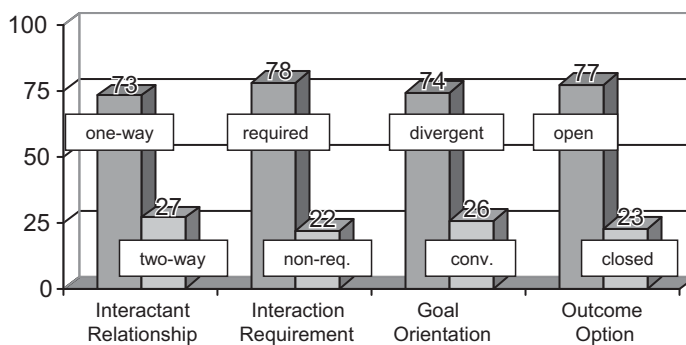 100
73 78 74 77
75
one-way required divergent open
50
27 22 26 23
25
two-way non-req. conv. closed
0
Interactant Interaction Goal Outcome
Relationship Requirement Orientation Option